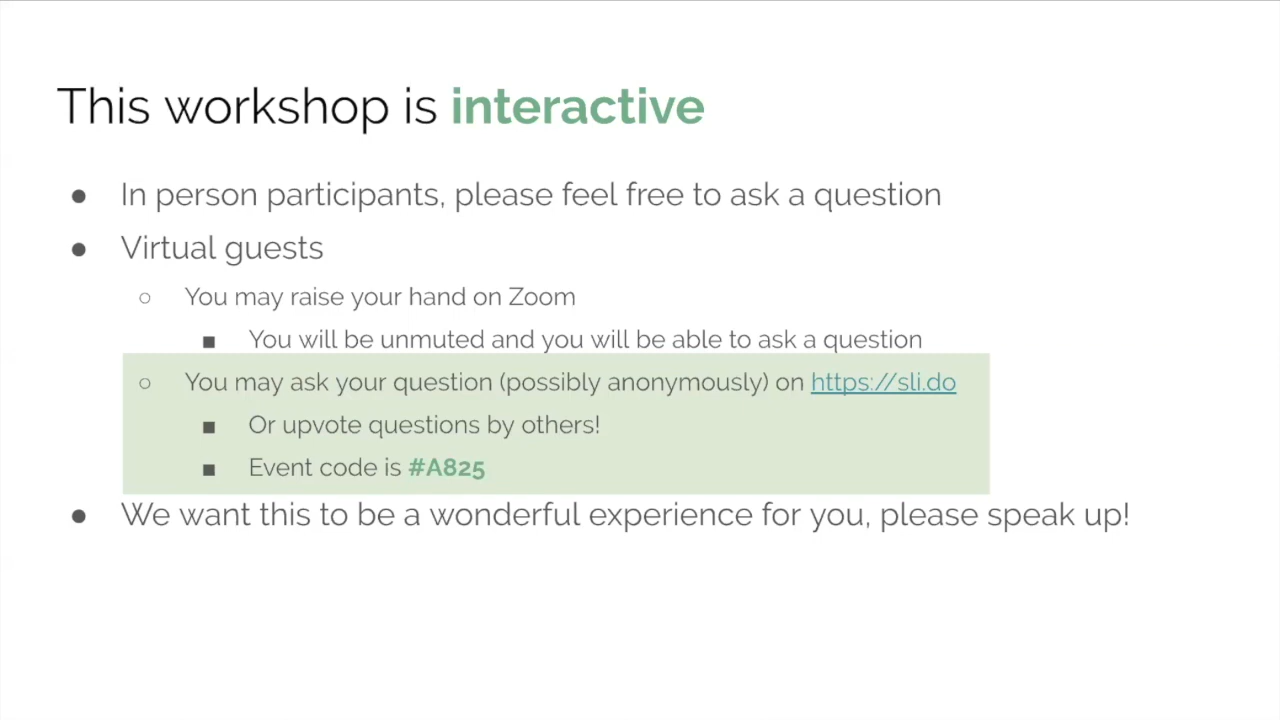 This workshop is interactive
● In person participants, please feel free to ask a question
● Virtual guests
○ You may raise your hand on Zoom
■ You will be unmuted and you will be able to ask a question
○ You may ask your question (possibly anonymously) on https://sli.do
■ Or upvote questions by others!
■ Event code is #A825
● We want this to be a wonderful experience for you, please speak up!